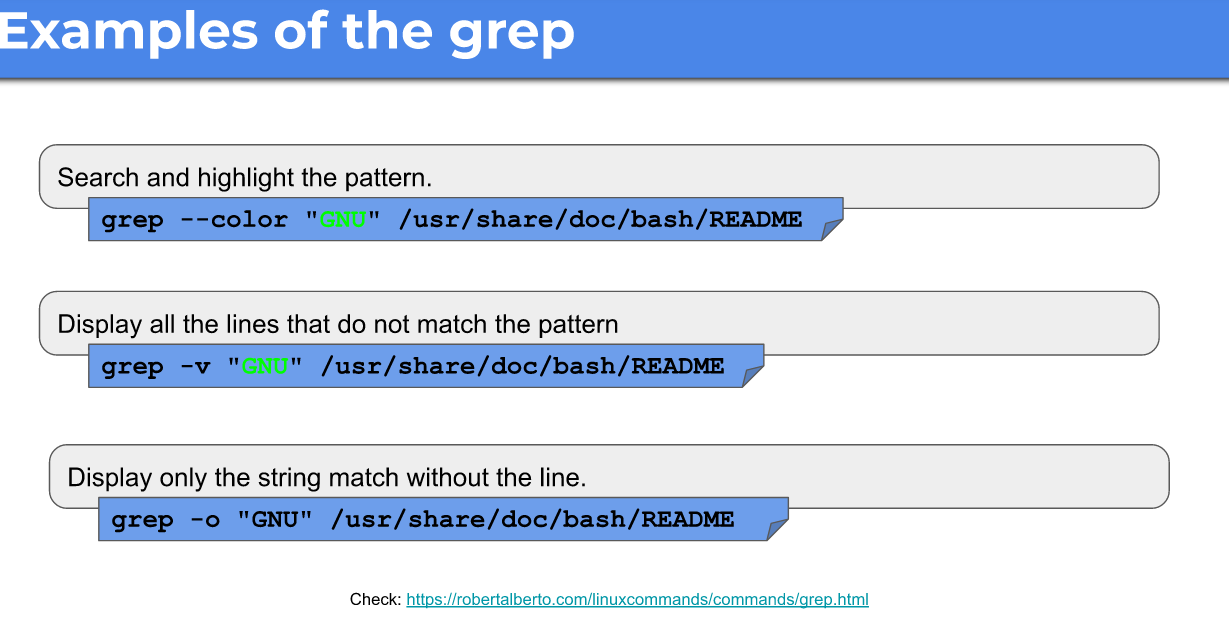 Examples of the grep
Search and highlight the pattern.
grep --color "GNU" /usr/share/doc/bash/README
Display all the lines that do not match the pattern
grep -v "GNU" /usr/share/doc/bash/README
Display only the string match without the line.
grep -o "GNU" /usr/share/doc/bash/README
Check: https://robertalberto.com/linuxcommands/commands/grep.html